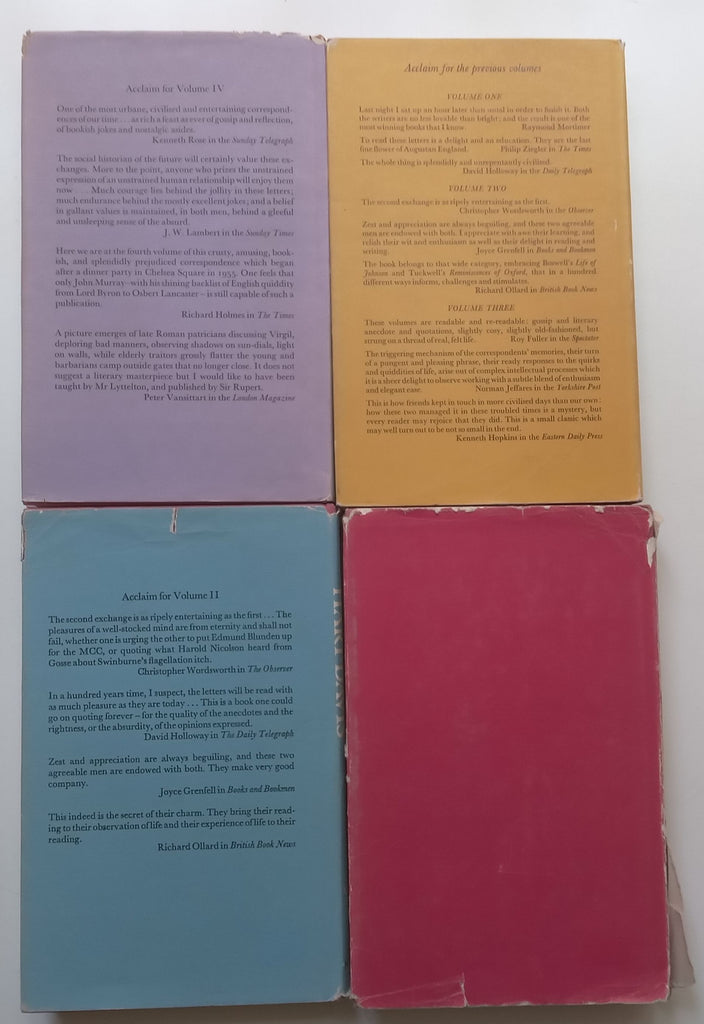 Acclaim for Volume IV
One of the most urbane, civilised and entertaining correspond-
ences of our time . . . as rich a feast as ever of gossip and reflection,
of bookish jokes and nostalgic asides.
Kenneth Rose in the Sunday Telegraph
The social historian of the future will certainly value these ex-
changes. More to the point, anyone who prizes the unstrained
expression of an unstrained human relationship will enjoy them
now . . . . Much courage lies behind the jollity in these letters;
much endurance behind the mostly excellent jokes; and a belief
in gallant values is maintained, in both men, behind a gleeful
and unsleeping sense of the absurd.
J. W. Lambert in the Sunday Times
Here we are at the fourth volume of this crusty, amusing, book-
ish, and splendidly prejudiced correspondence which began
after a dinner party in Chelsea Square in 1955. One feels that
only John Murray – with his shining backlist of English quiddity
from Lord Byron to Osbert Lancaster – is still capable of such a
publication.
Richard Holmes in The Times
A picture emerges of late Roman patricians discussing Virgil,
deploring bad manners, observing shadows on sun-dials, light
on walls, while elderly traitors grossly flatter the young and
barbarians camp outside gates that no longer close. It does not
suggest a literary masterpiece but I would like to have been
taught by Mr Lyttelton, and published by Sir Rupert.
Peter Vansittart in the London Magazine
Acclaim for the previous volumes
VOLUME ONE
Last night I sat up an hour later than usual in order to finish it. Both
the writers are no less lovable than bright; and the result is one of the
most winning books that I know. Raymond Mortimer
To read these letters is a delight and an education. They are the last
fine flower of Augustan England. Philip Ziegler in The Times
The whole thing is splendidly and unrepentantly civilised.
David Holloway in the Daily Telegraph
VOLUME TWO
The second exchange is as ripely entertaining as the first.
Christopher Wordsworth in the Observer
Zest and appreciation are always beguiling, and these two agreeable
men are endowed with both. I appreciate with awe their learning, and
relish their wit and enthusiasm as well as their delight in reading and
writing. Joyce Grenfell in Books and Bookmen
The book belongs to that wide category, embracing Boswell's Life of
Johnson and Tuckwell's Reminiscences of Oxford, that in a hundred
different ways informs, challenges and stimulates.
Richard Ollard in British Book News
VOLUME THREE
These volumes are readable and re-readable: gossip and literary
anecdote and quotations, slightly cosy, slightly old-fashioned, but
strung on a thread of real, felt life. Roy Fuller in the Spectator
The triggering mechanism of the correspondents' memories, their turn
of a pungent and pleasing phrase, their ready responses to the quirks
and quiddities of life, arise out of complex intellectual processes which
it is a sheer delight to observe working with a subtle blend of enthusiasm
and elegant ease. Norman Jeffares in the Yorkshire Post
This is how friends kept in touch in more civilised days than our own:
how these two managed it in these troubled times is a mystery, but
every reader may rejoice that they did. This is a small classic which
may well turn out to be not so small in the end.
Kenneth Hopkins in the Eastern Daily Press
Acclaim for Volume II
The second exchange is as ripely entertaining as the first . . . The
pleasures of a well-stocked mind are from eternity and shall not
fail, whether one is urging the other to put Edmund Blunden up
for the MCC, or quoting what Harold Nicolson heard from
Gosse about Swinburne's flagellation itch.
Christopher Wordsworth in The Observer
In a hundred years time, I suspect, the letters will be read with
as much pleasure as they are today . . . This is a book one could
go on quoting forever – for the quality of the anecdotes and the
rightness, or the absurdity, of the opinions expressed.
David Holloway in The Daily Telegraph
Zest and appreciation are always beguiling, and these two
agreeable men are endowed with both. They make very good
company.
Joyce Grenfell in Books and Bookmen
This indeed is the secret of their charm. They bring their read-
ing to their observation of life and their experience of life to their
reading.
Richard Ollard in British Book News